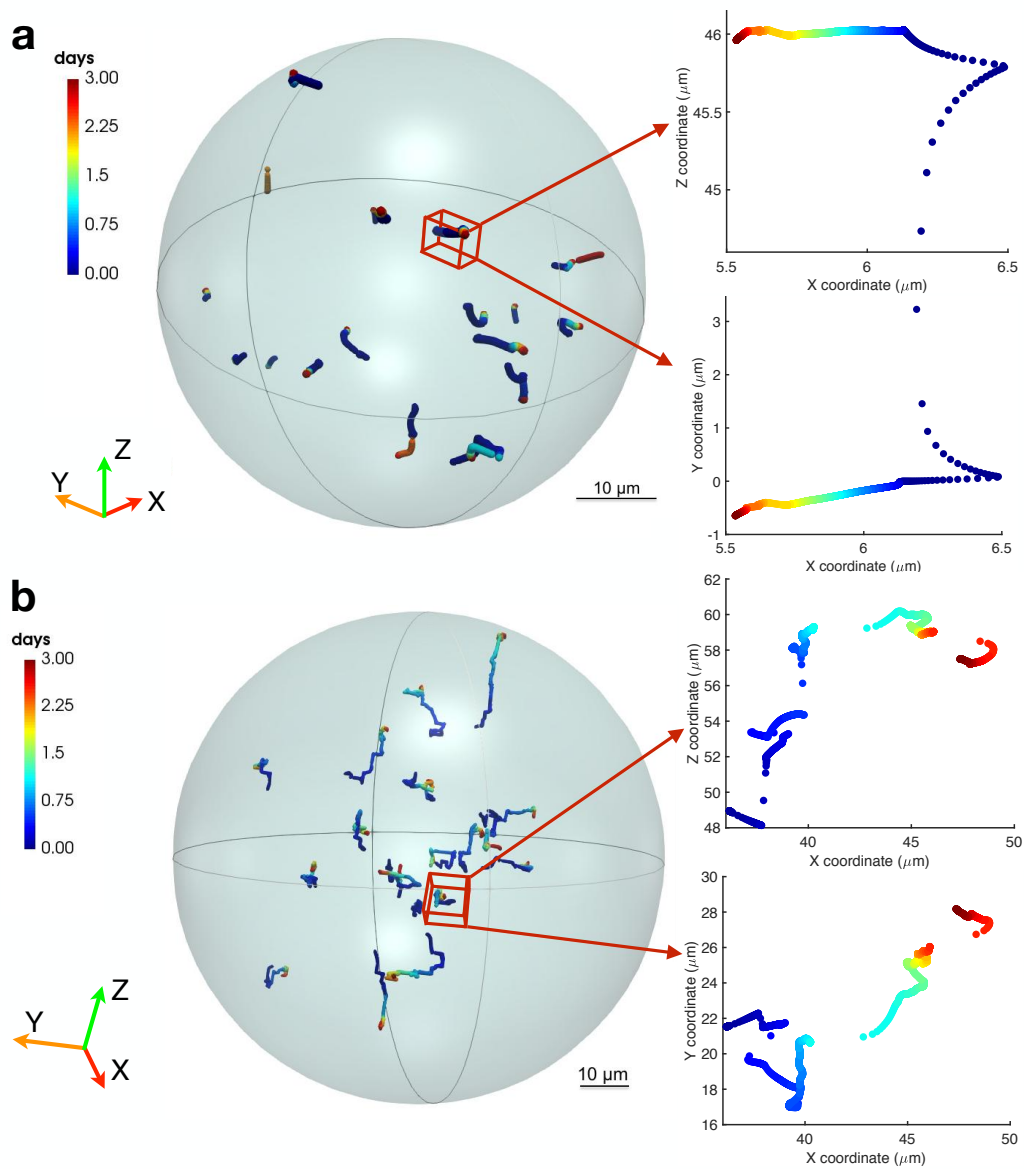 a
days
3.00
2.25
1.5
0.75
0.00
Z
Y
X
10 µm
46
45.5
45
Z coordinate (µm)
5.5
6
6.5
X coordinate (µm)
3
2
1
0
-1
Y coordinate (µm)
5.5
6
6.5
X coordinate (µm)
b
days
3.00
2.25
1.5
0.75
0.00
Z
Y
X
10 µm
62
60
58
56
54
52
50
48
Z coordinate (µm)
40
45
50
X coordinate (µm)
30
28
26
24
22
20
18
16
Y coordinate (µm)
40
45
50
X coordinate (µm)